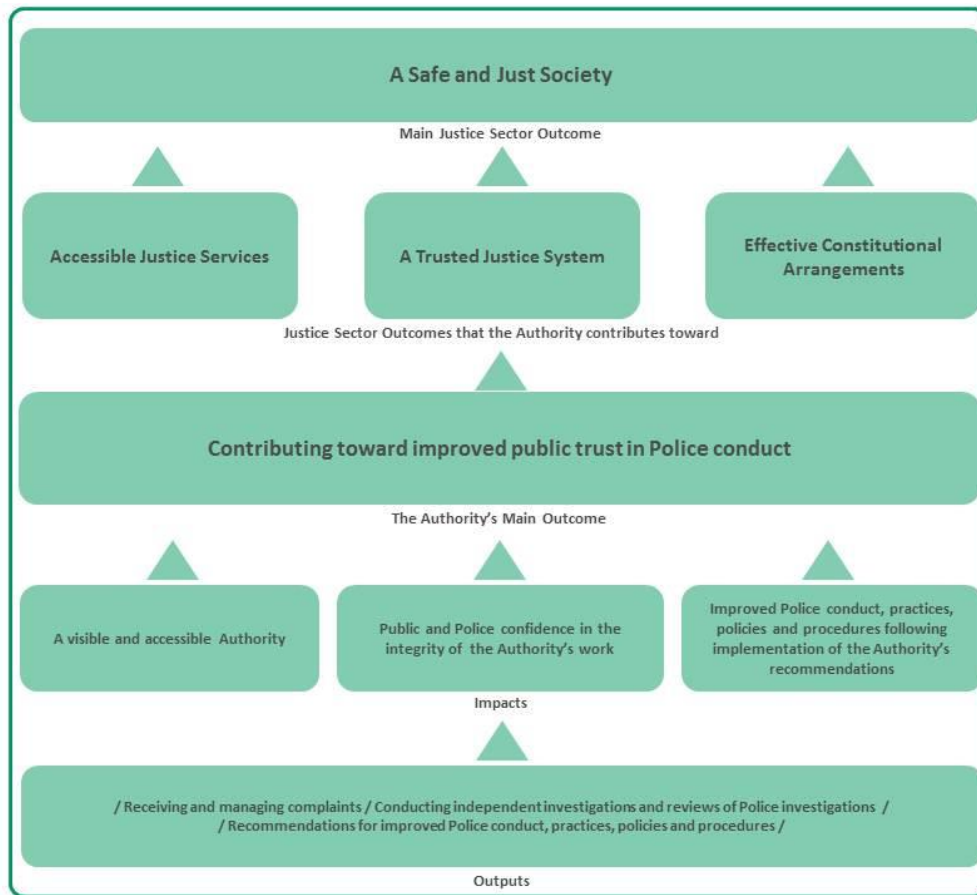 A Safe and Just Society
Main Justice Sector Outcome
Accessible Justice Services
A Trusted Justice System
Effective Constitutional
Arrangements
Justice Sector Outcomes that the Authority contributes toward
Contributing toward improved public trust in Police conduct
The Authority's Main Outcome
A visible and accessible Authority
Public and Police confidence in the
integrity of the Authority's work
Improved Police conduct, practices,
policies and procedures following
implementation of the Authority's
recommendations
Impacts
/ Receiving and managing complaints / Conducting independent investigations and reviews of Police investigations /
/ Recommendations for improved Police conduct, practices, policies and procedures /
Outputs